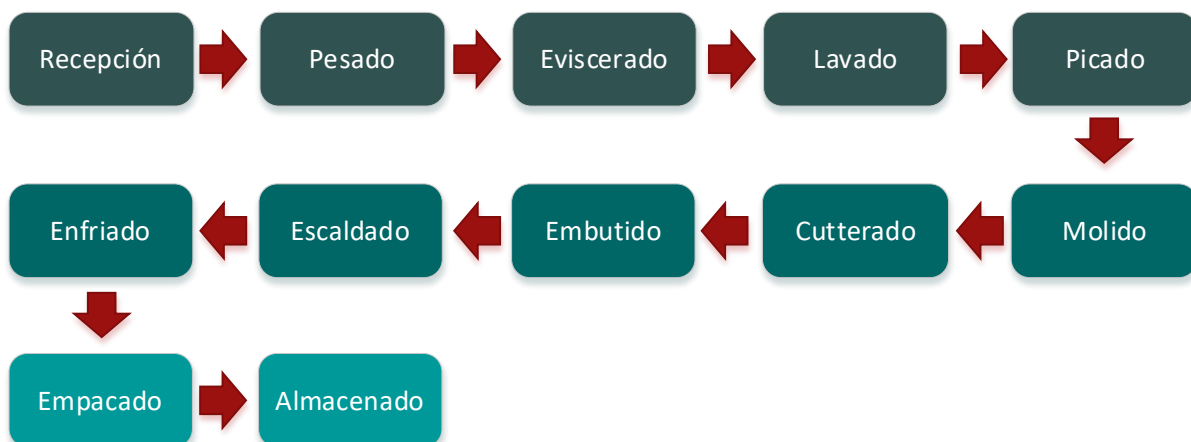 Recepción
Pesado
Eviscerado
Lavado
Picado
Molido
Cutterado
Embutido
Escaldado
Enfriado
Empacado
Almacenado